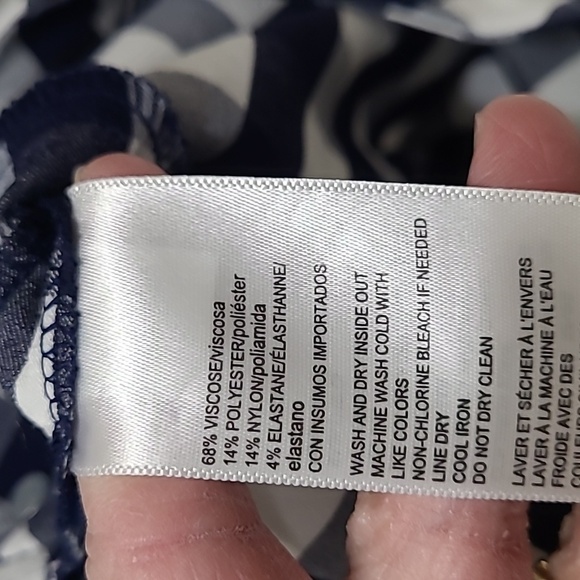 68% VISCOSE/viscosa
14% POLYESTER/poliéster
14% NYLON/poliamida
4% ELASTANE/ÉLASTHANNE/
elastano
CON INSUMOS IMPORTADOS
WASH AND DRY INSIDE OUT
MACHINE WASH COLD WITH
LIKE COLORS
NON-CHLORINE BLEACH IF NEEDED
LINE DRY
COOL IRON
DO NOT DRY CLEAN
LAVER ET SÉCHER À L'ENVERS
LAVER À LA MACHINE À L'EAU
FROIDE AVEC DES